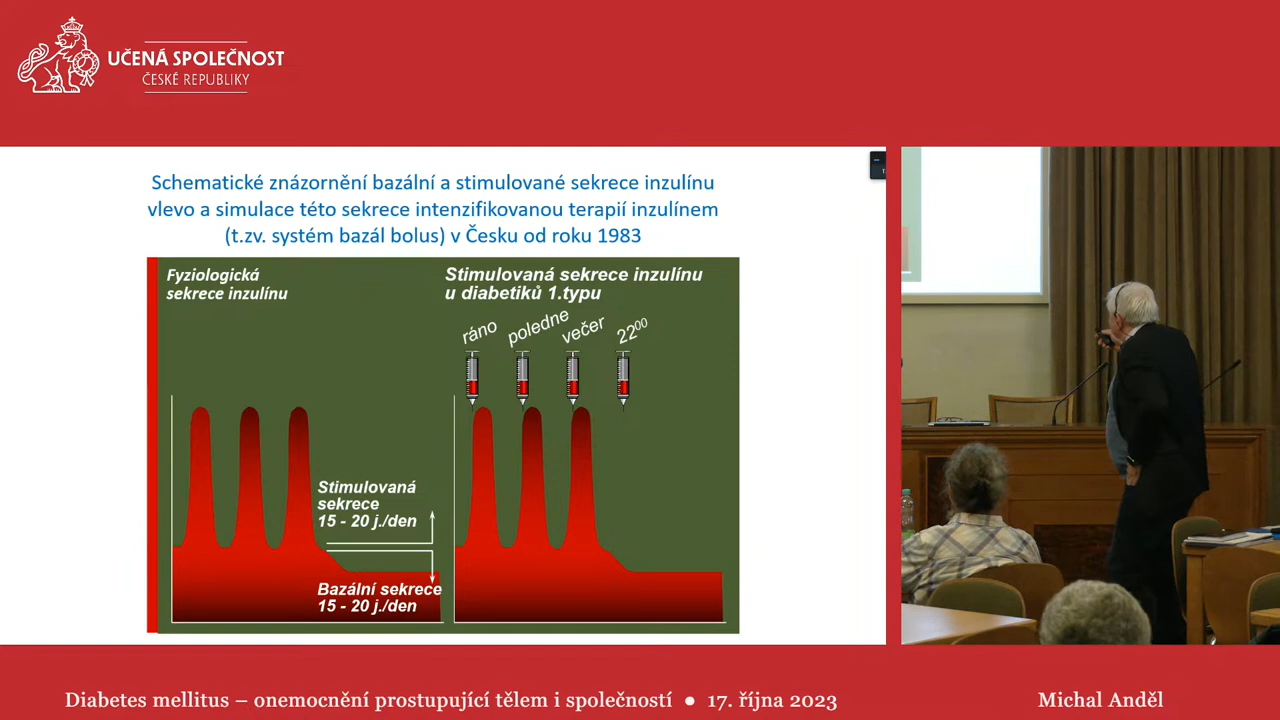 UČENÁ SPOLEČNOST
ČESKÉ REPUBLIKY
Schematické znázornění bazální a stimulované sekrece inzulínu
vlevo a simulace této sekrece intenzifikovanou terapií inzulínem
(t.zv. systém bazál bolus) v Česku od roku 1983
Fyziologická
sekrece inzulínu
Stimulovaná sekrece inzulínu
u diabetiků 1.typu
ráno
poledne
večer
22⁰⁰
Stimulovaná
sekrece
15 - 20 j./den
Bazální sekrece
15 - 20 j./den
Diabetes mellitus – onemocnění prostupující tělem i společností ● 17. října 2023
Michal Anděl